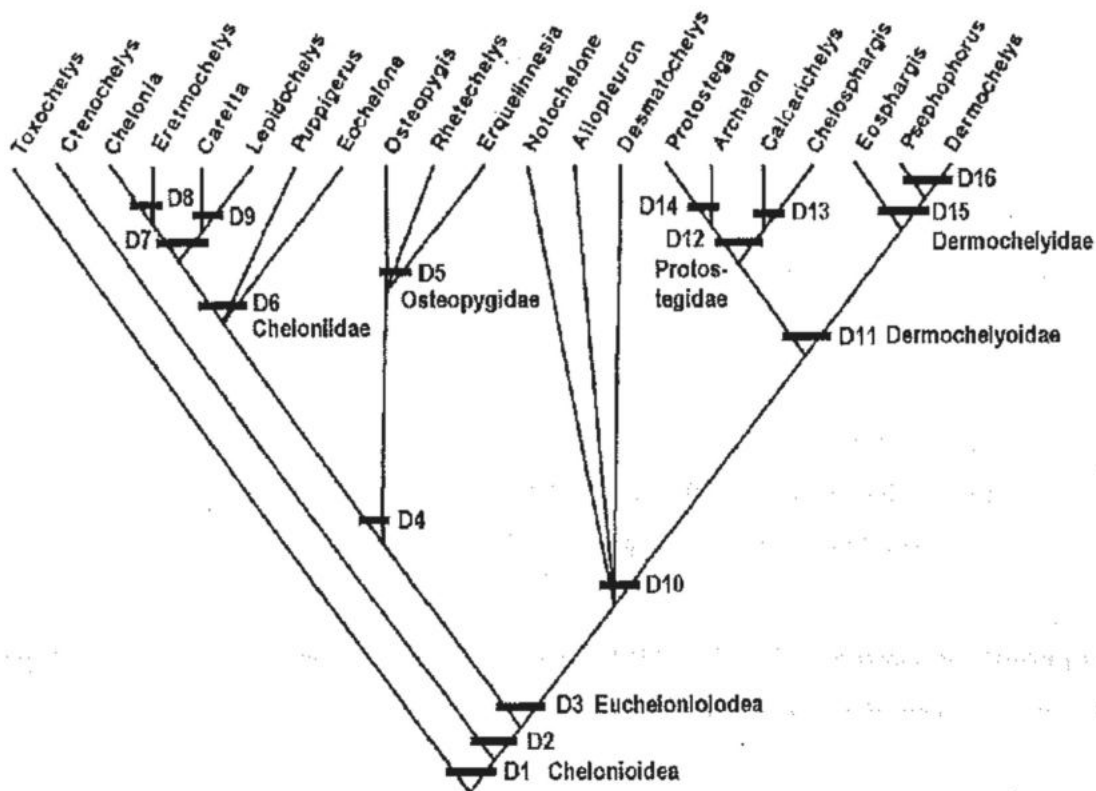 Toxochelys
Ctenochelys
Chelonia
Eretmochelys
Caretta
Lepidochelys
Puppigerus
Eochelone
Osteopygis
Rhetechelys
Erquelinnesia
Notochelone
Allopleuron
Desmatochelys
Protostega
Archelon
Calcarichelys
Chelosphargis
Eosphargis
Psephophorus
Dermochelys
D8
D9
D16
D14
D13
D15
D7
D12
Dermochelyidae
Protos-
tegidae
D5
Osteopygidae
D6
Cheloniidae
D11 Dermochelyoidae
D4
D10
D3 Euchelonioiodea
D2
D1 Chelonioidea